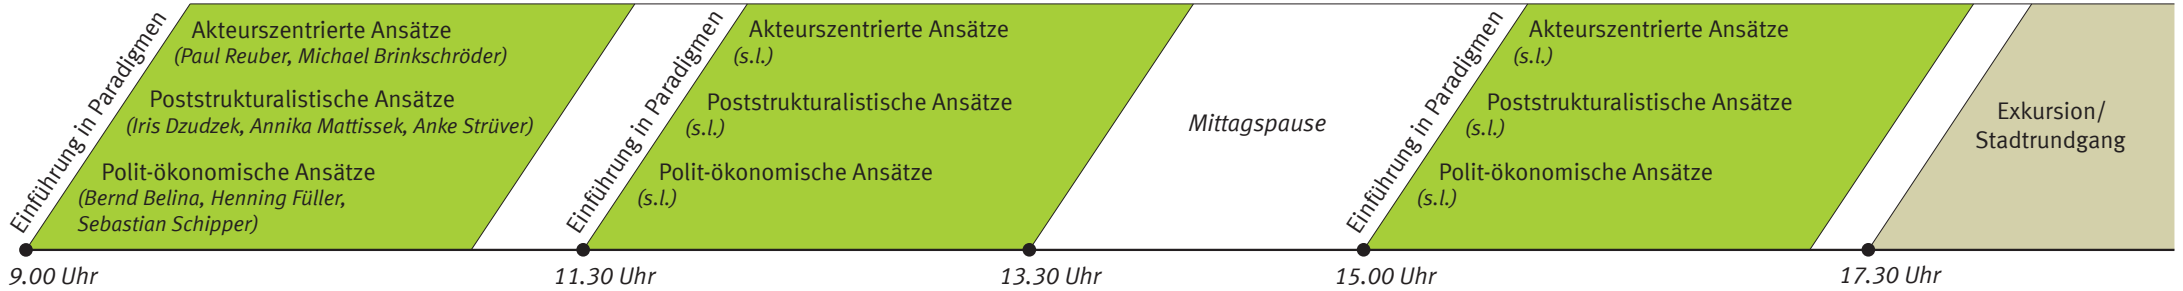 Einführung in Paradigmen
Akteurszentrierte Ansätze
(Paul Reuber, Michael Brinkschröder)
Poststrukturalistische Ansätze
(Iris Dzudzek, Annika Mattissek, Anke Strüver)
Polit-ökonomische Ansätze
(Bernd Belina, Henning Füller,
Sebastian Schipper)
Einführung in Paradigmen
Akteurszentrierte Ansätze
(s.l.)
Poststrukturalistische Ansätze
(s.l.)
Polit-ökonomische Ansätze
(s.l.)
Mittagspause
Einführung in Paradigmen
Akteurszentrierte Ansätze
(s.l.)
Poststrukturalistische Ansätze
(s.l.)
Polit-ökonomische Ansätze
(s.l.)
Exkursion/
Stadtrundgang
9.00 Uhr
11.30 Uhr
13.30 Uhr
15.00 Uhr
17.30 Uhr